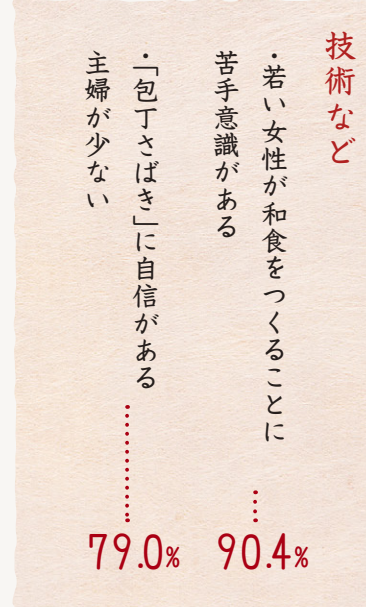 技術など
・若い女性が和食をつくることに
苦手意識がある
90.4%
・「包丁さばき」に自信がある
主婦が少ない
79.0%